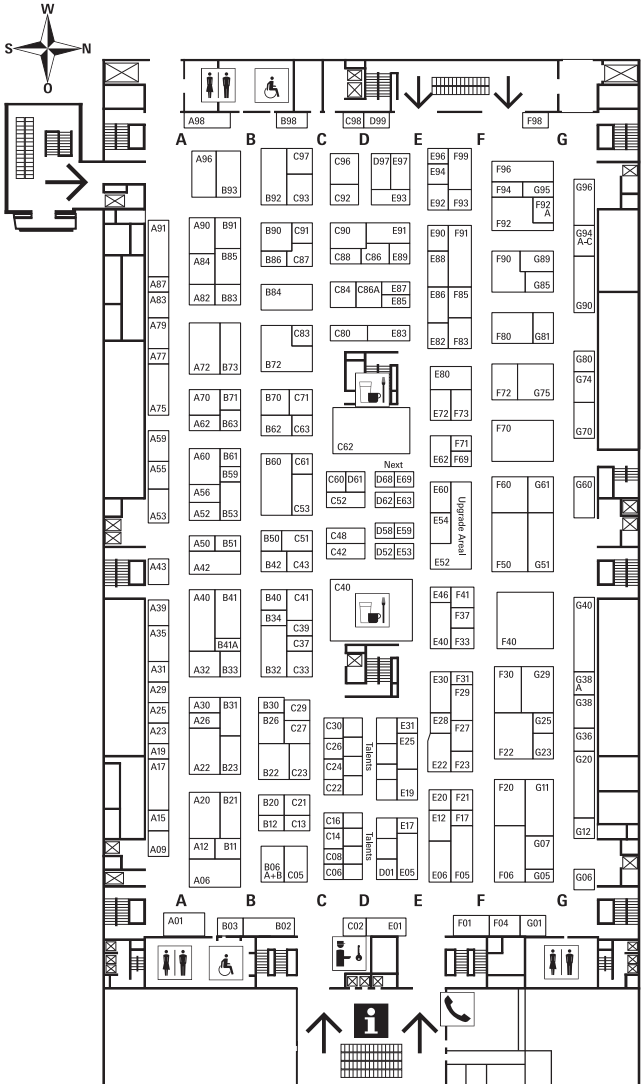 W
S N
O
A98 B98 C98 D99 F98
A B C D E F G
A96 B93
B92 C97 C93
C96 C92
D97 E97 E93
E96 F99 E94 E92 F93
F96 F94 G95 F92 A F92
G96 G94 A-C G90
A91 A87 A83 A79 A77 A75
A90 B91 A84 B85 A82 B83
B90 C91 B86 C87
C90 E91 C88 C86 E89
E90 F91 E88 E86 F85 E82 F83
F90 G89 G85
B84
C84 C86A E87 E85
C80 E83
F80 G81
A72 B73
C83 B72
E80 E72 F73
F72 G75
G80 G74 G70
A70 B71 A62 B63
B70 C71 B62 C63
C62
F70
E62 F71 F69
A59 A55 A53
A60 B61 B59 A56 A52 B53
B60 C61 C53
Next
C60 D61 C52
D68 E69
D62 E63
E60 E54 E52
Upgrade Areal
F60 G61 F50 G51
G60
A50 B51 A42
B50 C51 B42 C43
C48 C42
D58 E59
D52 E53
A43
C40
A39 A35 A31 A29 A25 A23 A19 A17 A15 A09
A40 B41 B41A A32 B33
B40 C41 B34 C39 C37 B32 C33
E46 F41 F37 E40 F33
F40
G40 G38 A G38 G36 G20 G12
A30 B31 A26 A22 B23
B30 C29 B26 C27 B22 C23
C30 C26 C24 C22
Talents
E31 E25 E19
E30 F31 F29 E28 F27 E22 F23
F30 G29 G25 F22 G23
A20 B21 A12 B11 A06
B20 C21 B12 C13
C16 C14 C08 C06
Talents
E17 D01 E05
E20 F21 E12 F17 E06 F05
F20 G11 G07 F06 G05
B06 A+B C05
G06
A B C D E F G
A01 B03 B02 C02 E01 F01 F04 G01
i